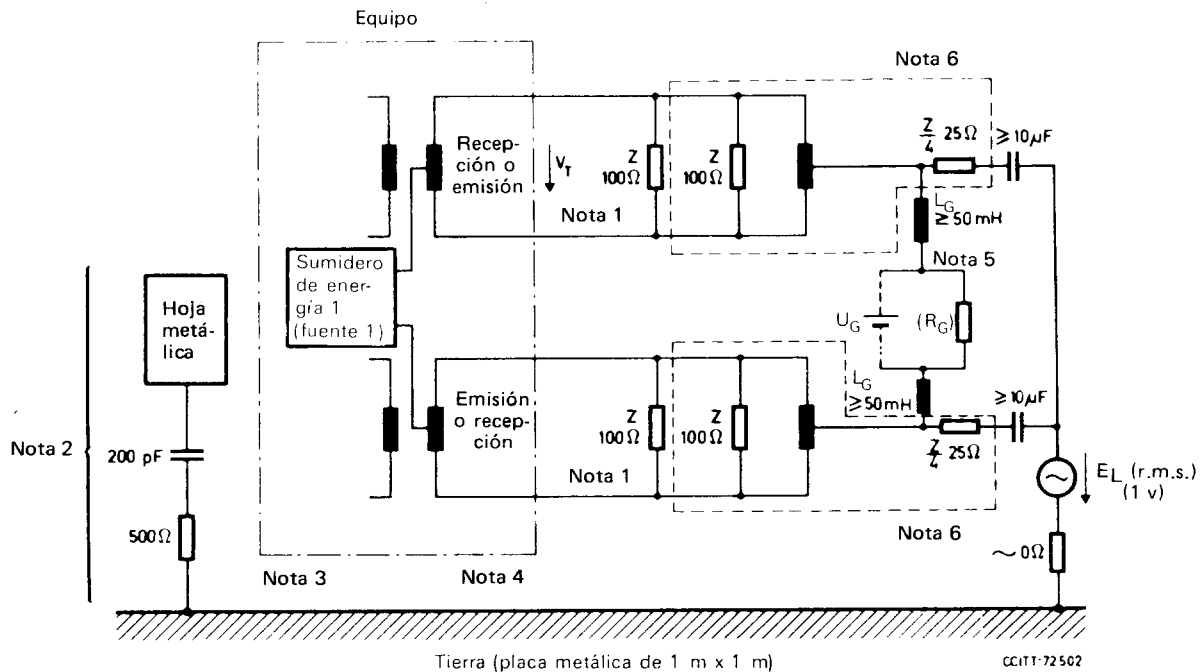 Equipo
Nota 6
Recep-
ción o
emisión
V_T
Z
100Ω
Z
100Ω
Z/4 25Ω
≥10µF
Nota 1
L_G
≥50mH
Nota 5
Sumidero
de ener-
gía 1
(fuente 1)
Hoja
metá-
lica
U_G
(R_G)
Nota 2
200 pF
500Ω
Emisión
o recep-
ción
Z
100Ω
Z
100Ω
L_G
≥50mH
≥10µF
Z/4 25Ω
Nota 1
E_L (r.m.s.)
(1 v)
Nota 6
~0Ω
Nota 3
Nota 4
Tierra (placa metálica de 1 m x 1 m)
CCITT-72502